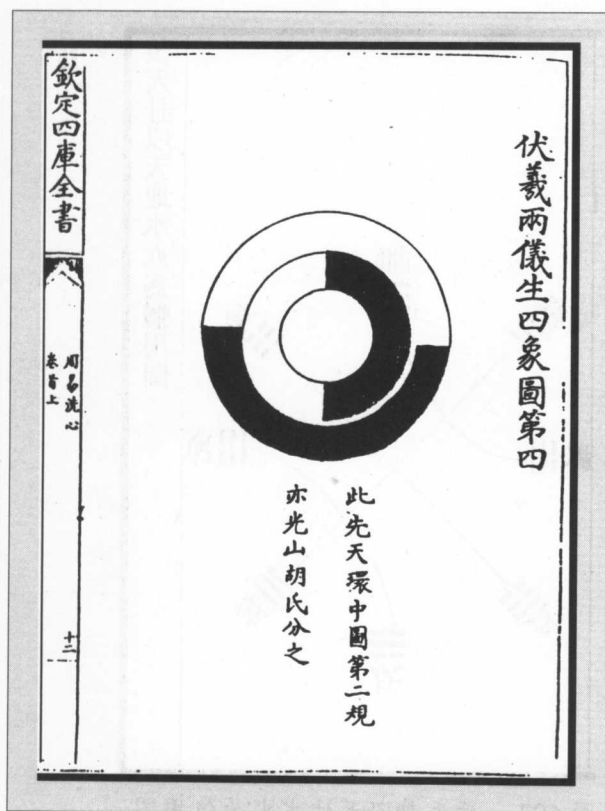 伏羲兩儀生四象圖第四
此先天環中圖第二規
亦光山胡氏分之
欽定四庫全書
周易洗心
卷首上
十二